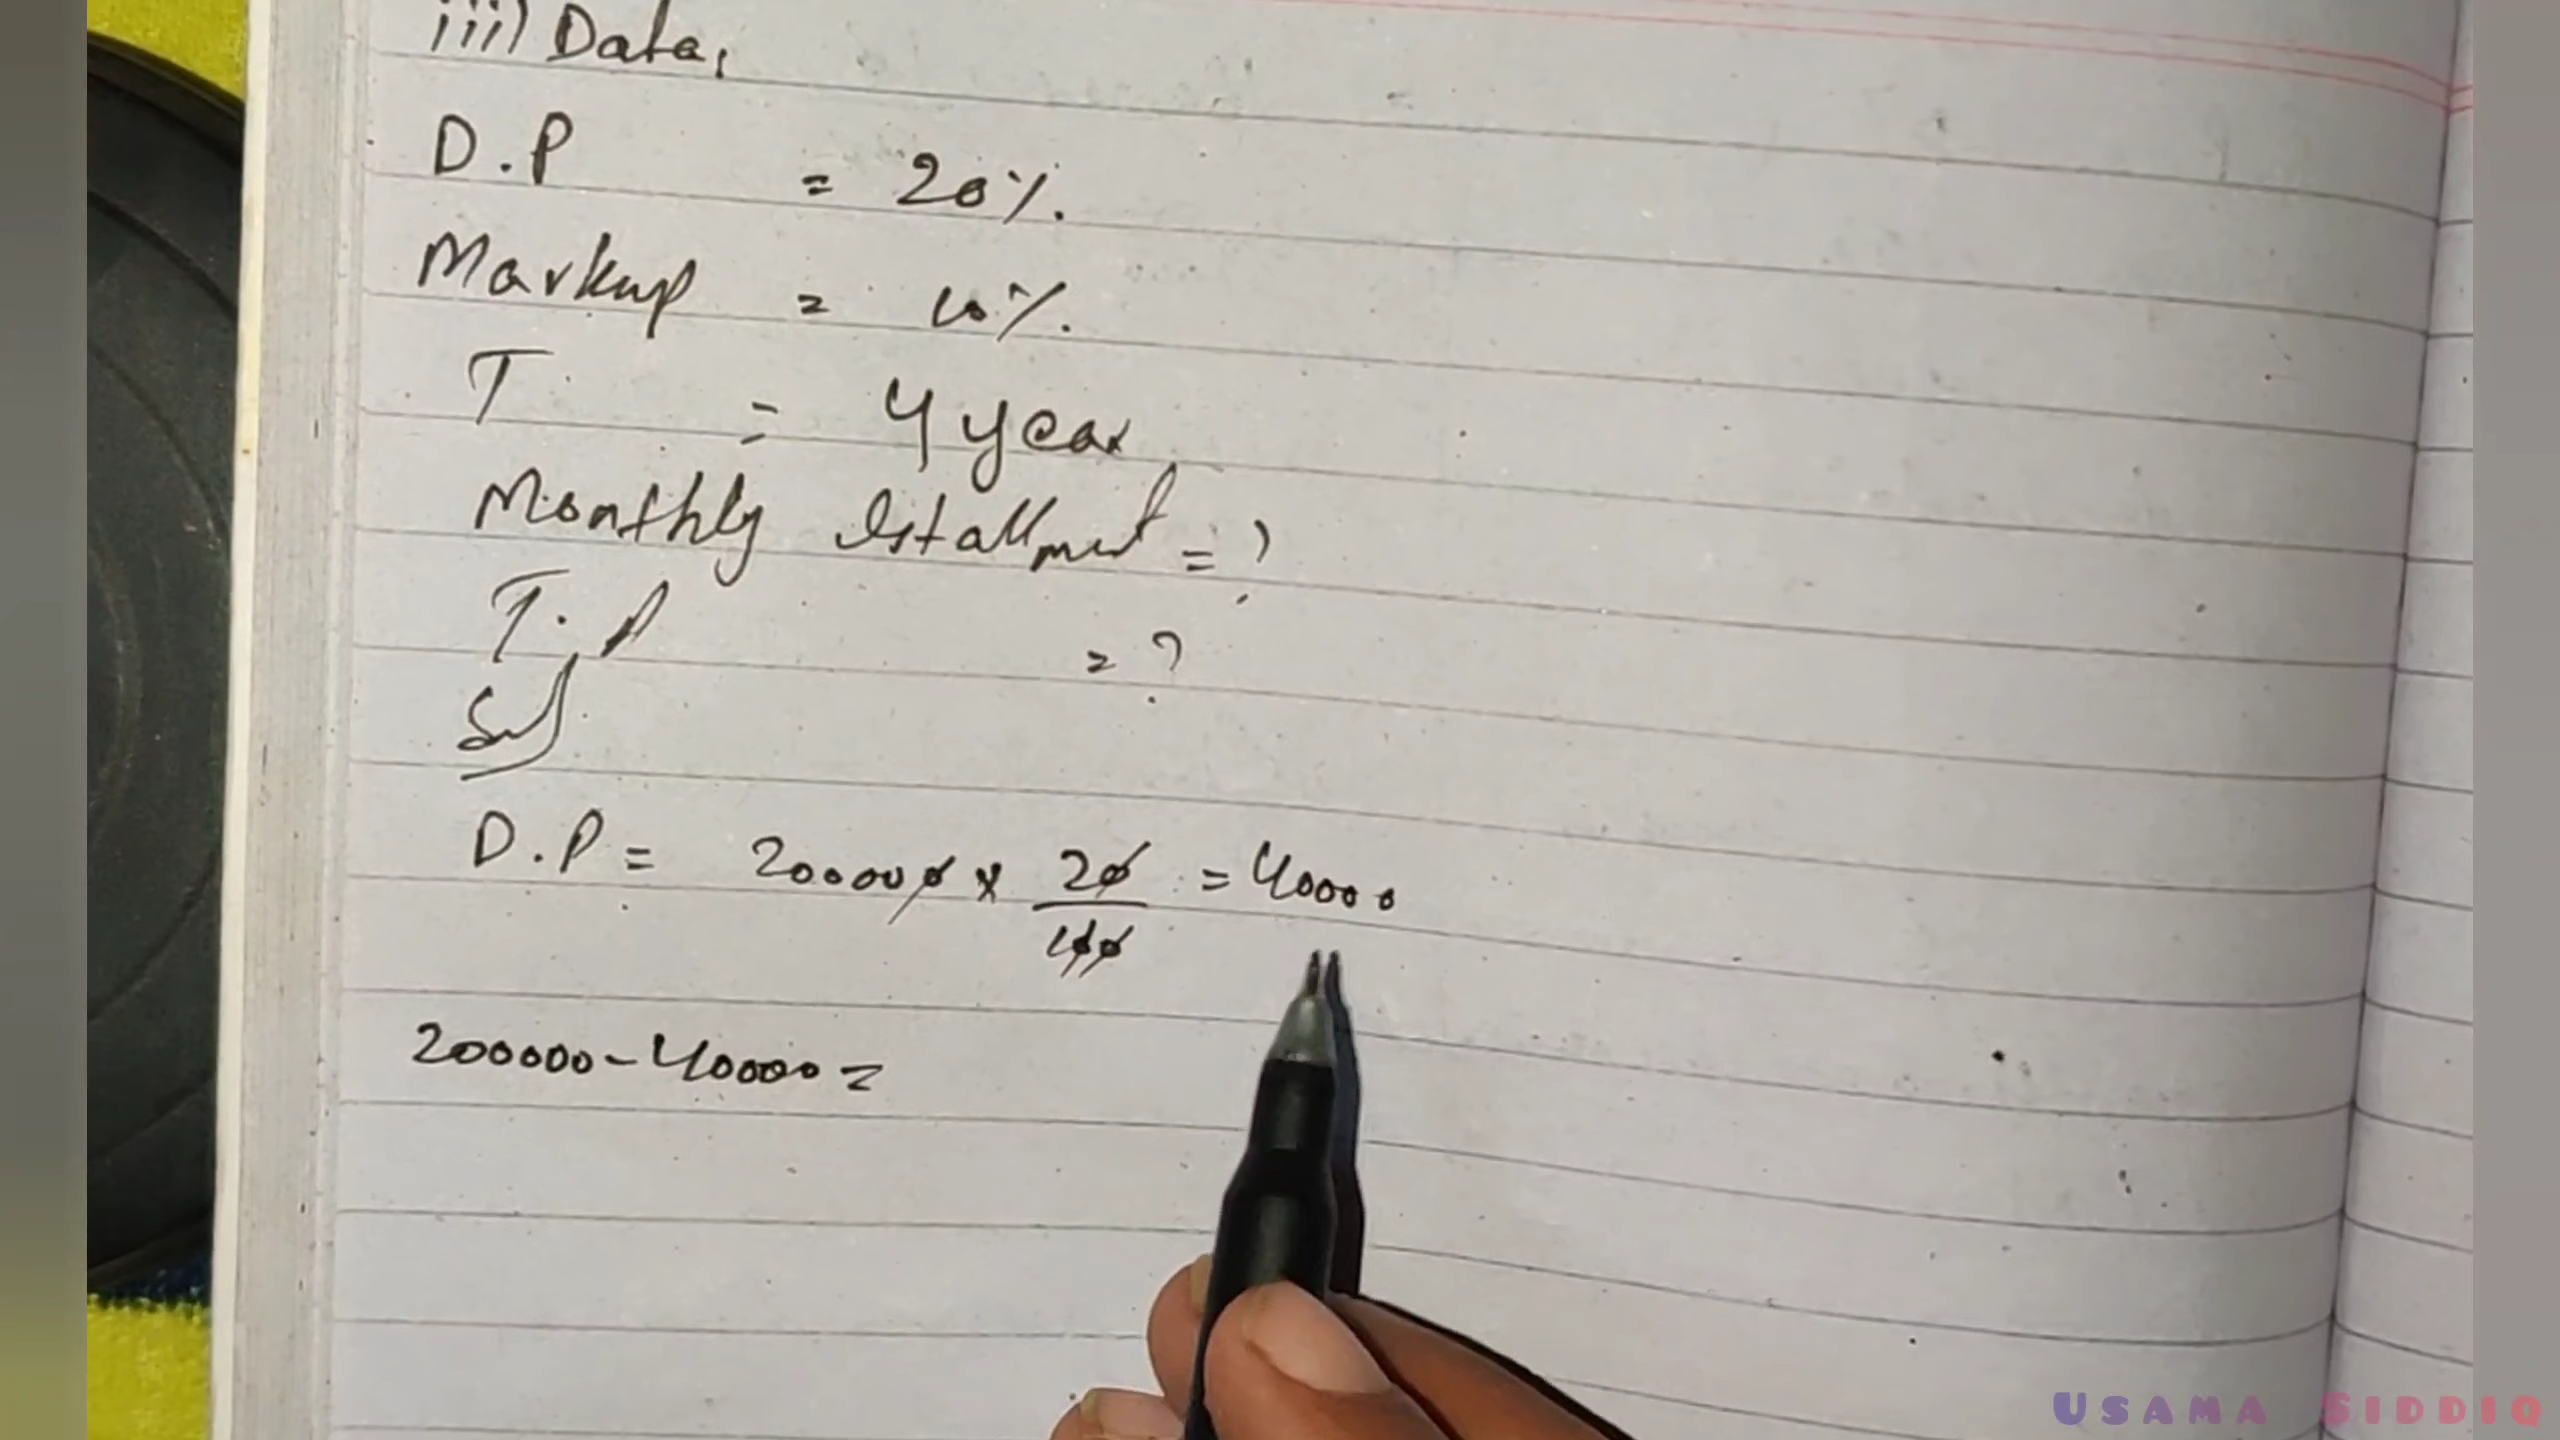 iii) Data,
D.P = 20%.
Markup = 10%.
T = 4 year
Monthly Istallment = ?
T.P = ?
Sol
D.P = 200000 x 20/100 = 40000
200000 - 40000 =
USAMA SIDDIQ